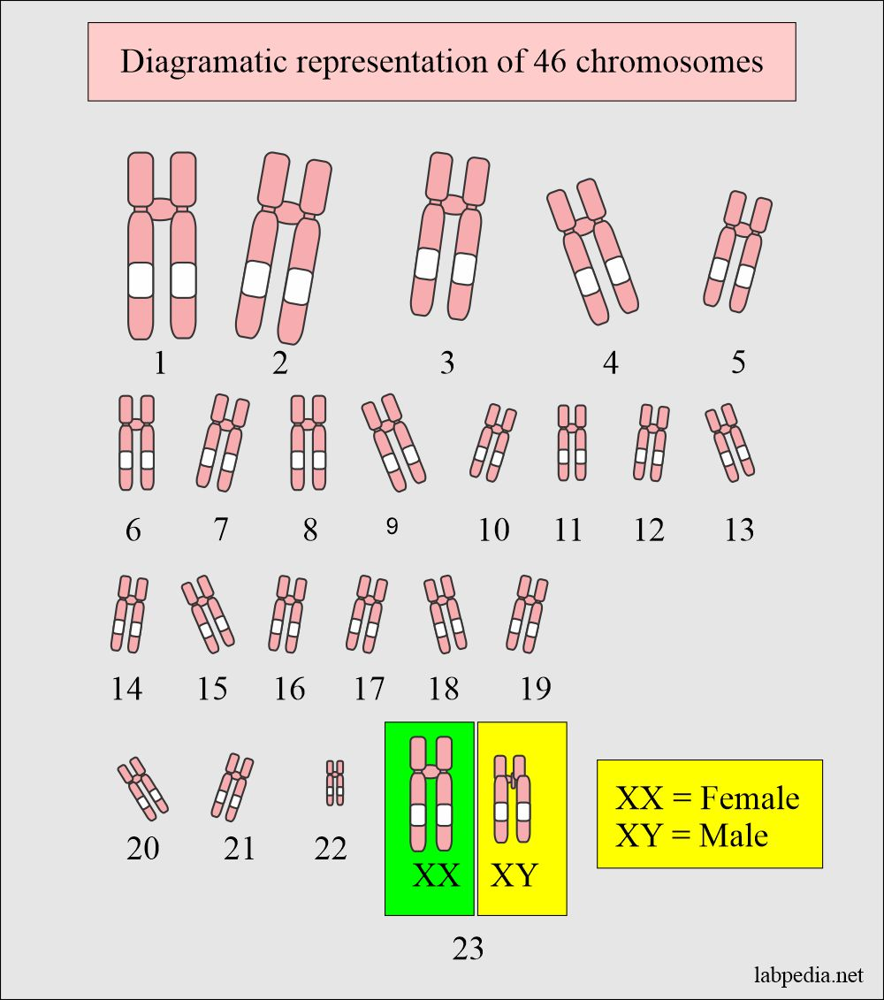 Diagramatic representation of 46 chromosomes
1 2 3 4 5
6 7 8 9 10 11 12 13
14 15 16 17 18 19
20 21 22
XX XY
23
XX = Female
XY = Male
labpedia.net